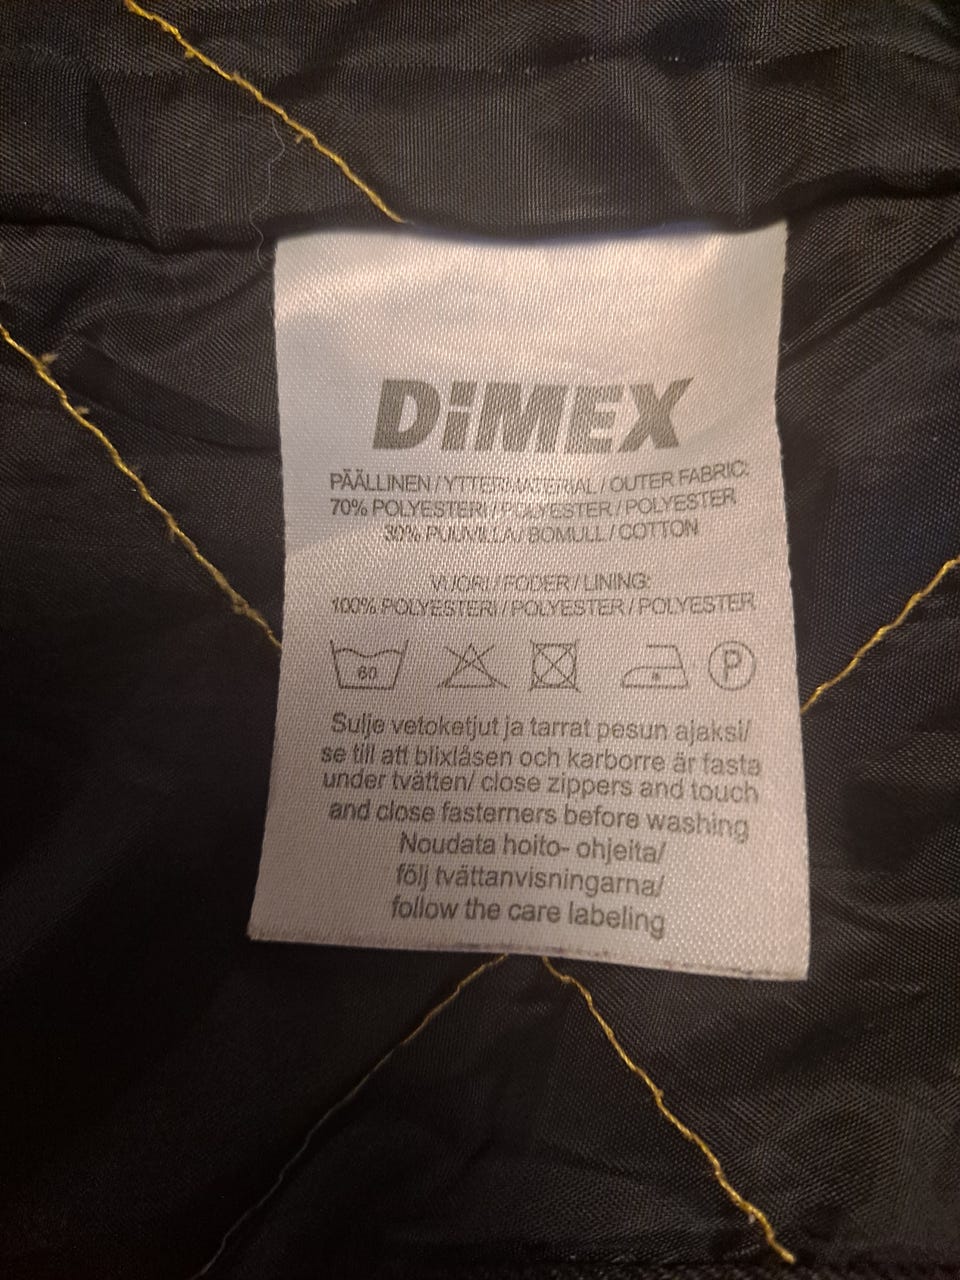 DiMEX
PÄÄLLINEN / YTTERMATERIAL / OUTER FABRIC:
70% POLYESTERI / POLYESTER / POLYESTER
30% PUUVILLA / BOMULL / COTTON
VUORI / FODER / LINING:
100% POLYESTERI / POLYESTER / POLYESTER
60 P
Sulje vetoketjut ja tarrat pesun ajaksi/
se till att blixlåsen och karborre är fasta
under tvätten/ close zippers and touch
and close fasterners before washing
Noudata hoito- ohjeita/
följ tvättanvisningarna/
follow the care labeling